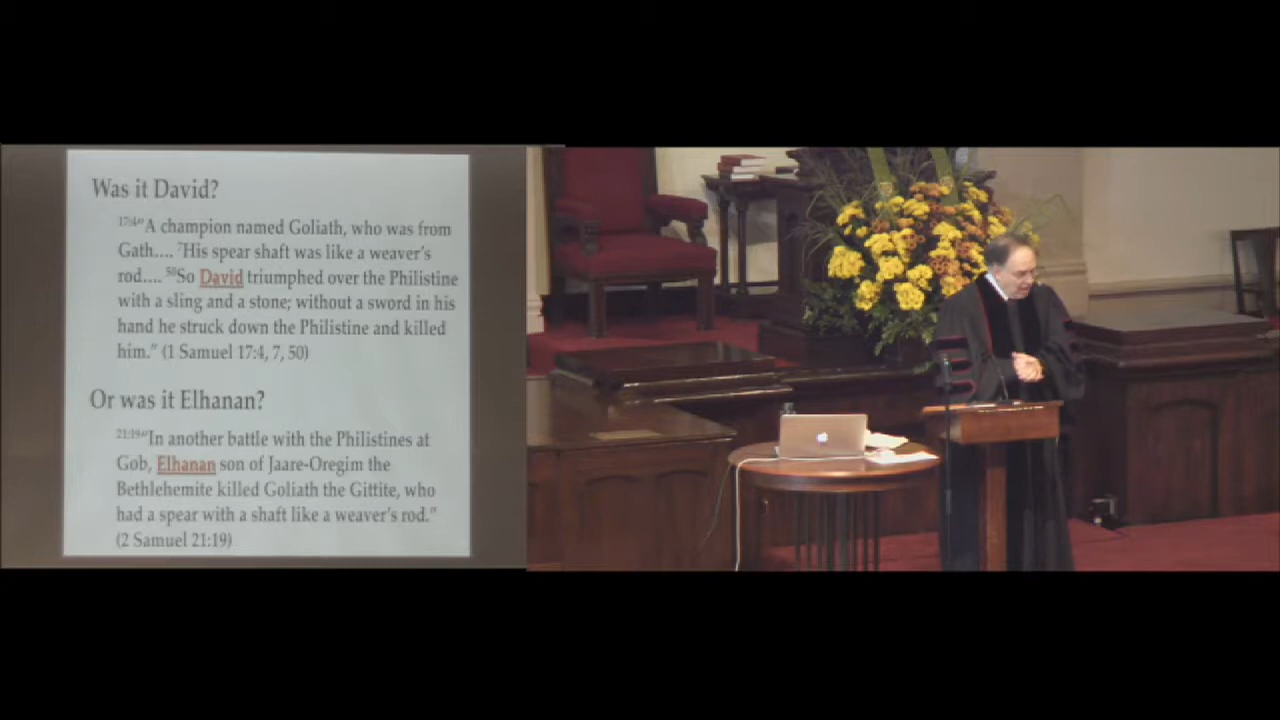 Was it David?
17:4“A champion named Goliath, who was from
Gath.... 7His spear shaft was like a weaver's
rod.... 50So David triumphed over the Philistine
with a sling and a stone; without a sword in his
hand he struck down the Philistine and killed
him.” (1 Samuel 17:4, 7, 50)
Or was it Elhanan?
21:19“In another battle with the Philistines at
Gob, Elhanan son of Jaare-Oregim the
Bethlehemite killed Goliath the Gittite, who
had a spear with a shaft like a weaver's rod.”
(2 Samuel 21:19)